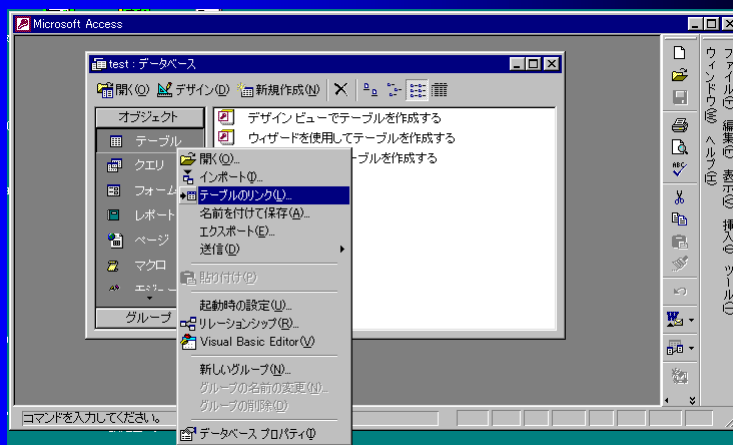 Microsoft Access
test : データベース
開く(O) デザイン(D) 新規作成(N)
オブジェクト
テーブル
クエリ
フォーム
レポート
ページ
マクロ
グループ
デザイン ビューでテーブルを作成する
ウィザードを使用してテーブルを作成する
ーブルを作成する
開く(O)...
インポート(I)...
テーブルのリンク(L)...
名前を付けて保存(A)...
エクスポート(E)...
送信(D)
貼り付け(P)
起動時の設定(U)...
リレーションシップ(R)...
Visual Basic Editor(V)
新しいグループ(N)...
グループの名前の変更(N)...
グループの削除(D)
データベース プロパティ(I)
ファイル(F) 編集(E) 表示(V) 挿入(I) ツール(T)
ウィンドウ(W) ヘルプ(H)
コマンドを入力してください。